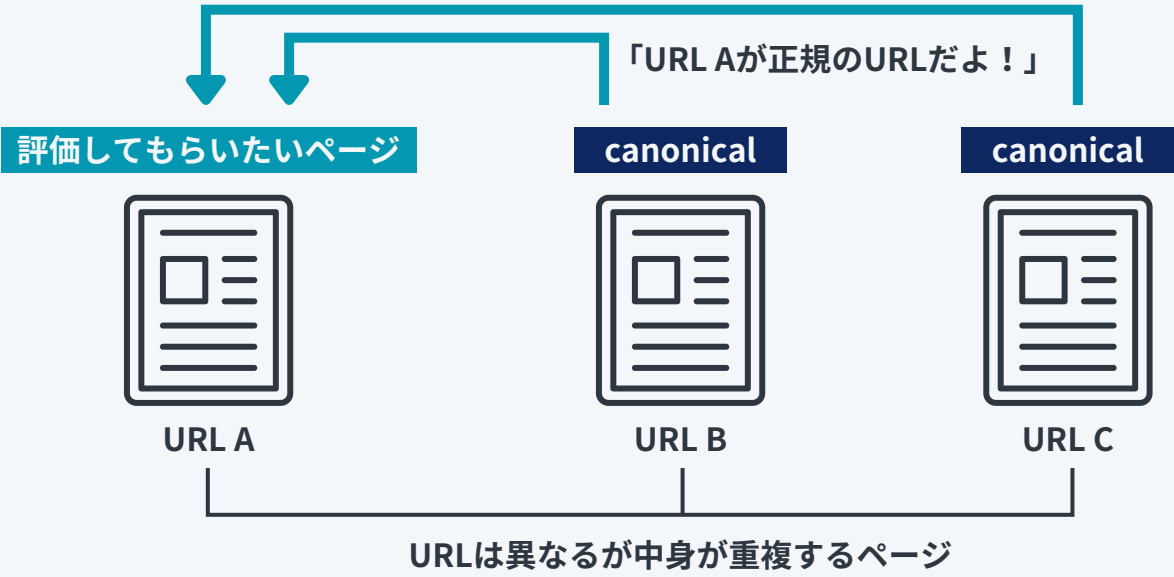 「URL Aが正規のURLだよ！」
評価してもらいたいページ
canonical
canonical
URL A
URL B
URL C
URLは異なるが中身が重複するページ